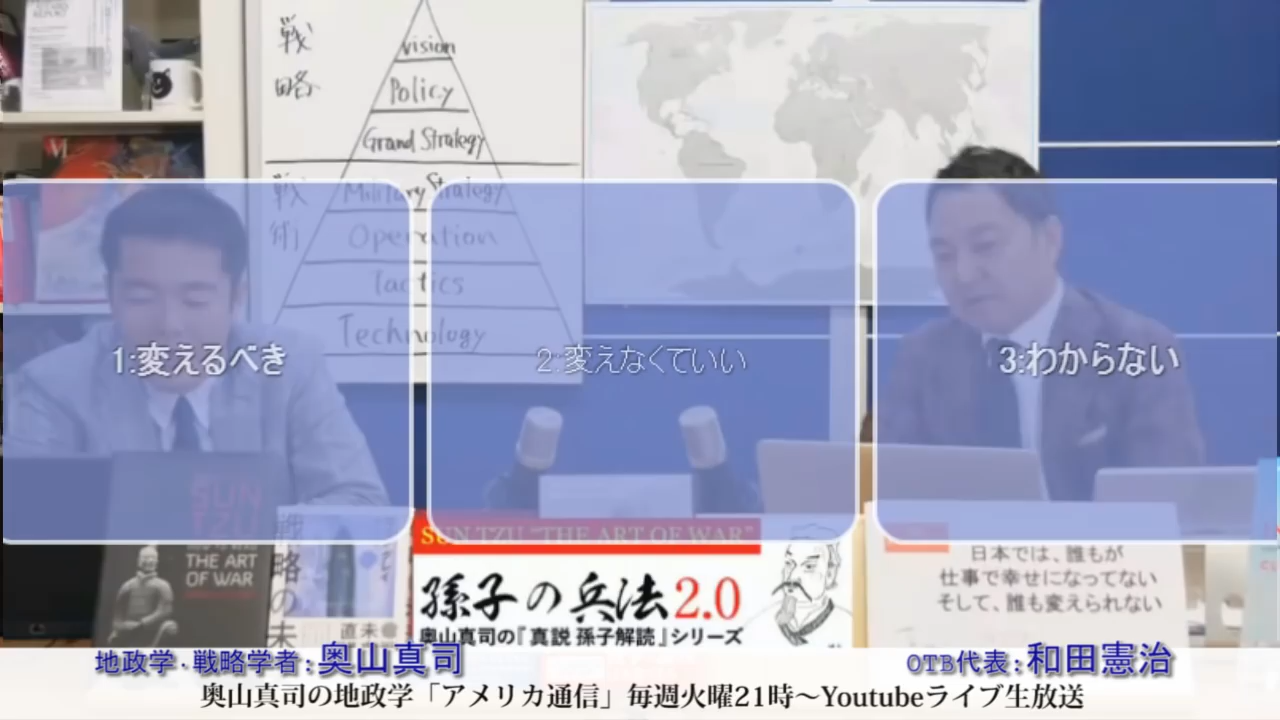 戦略
vision
Policy
Grand Strategy
戦術
Military Strategy
Operation
Tactics
Technology
1:変えるべき
2:変えなくていい
3:わからない
SUN TZU
THE ART OF WAR
戦略の未
SUN TZU "THE ART OF WAR"
孫子の兵法2.0
奥山真司の『真説 孫子解読』シリーズ
日本では、誰もが
仕事で幸せになってない
そして、誰も変えられない
地政学・戦略学者:奥山真司
OTB代表:和田憲治
奥山真司の地政学「アメリカ通信」毎週火曜21時～Youtubeライブ生放送